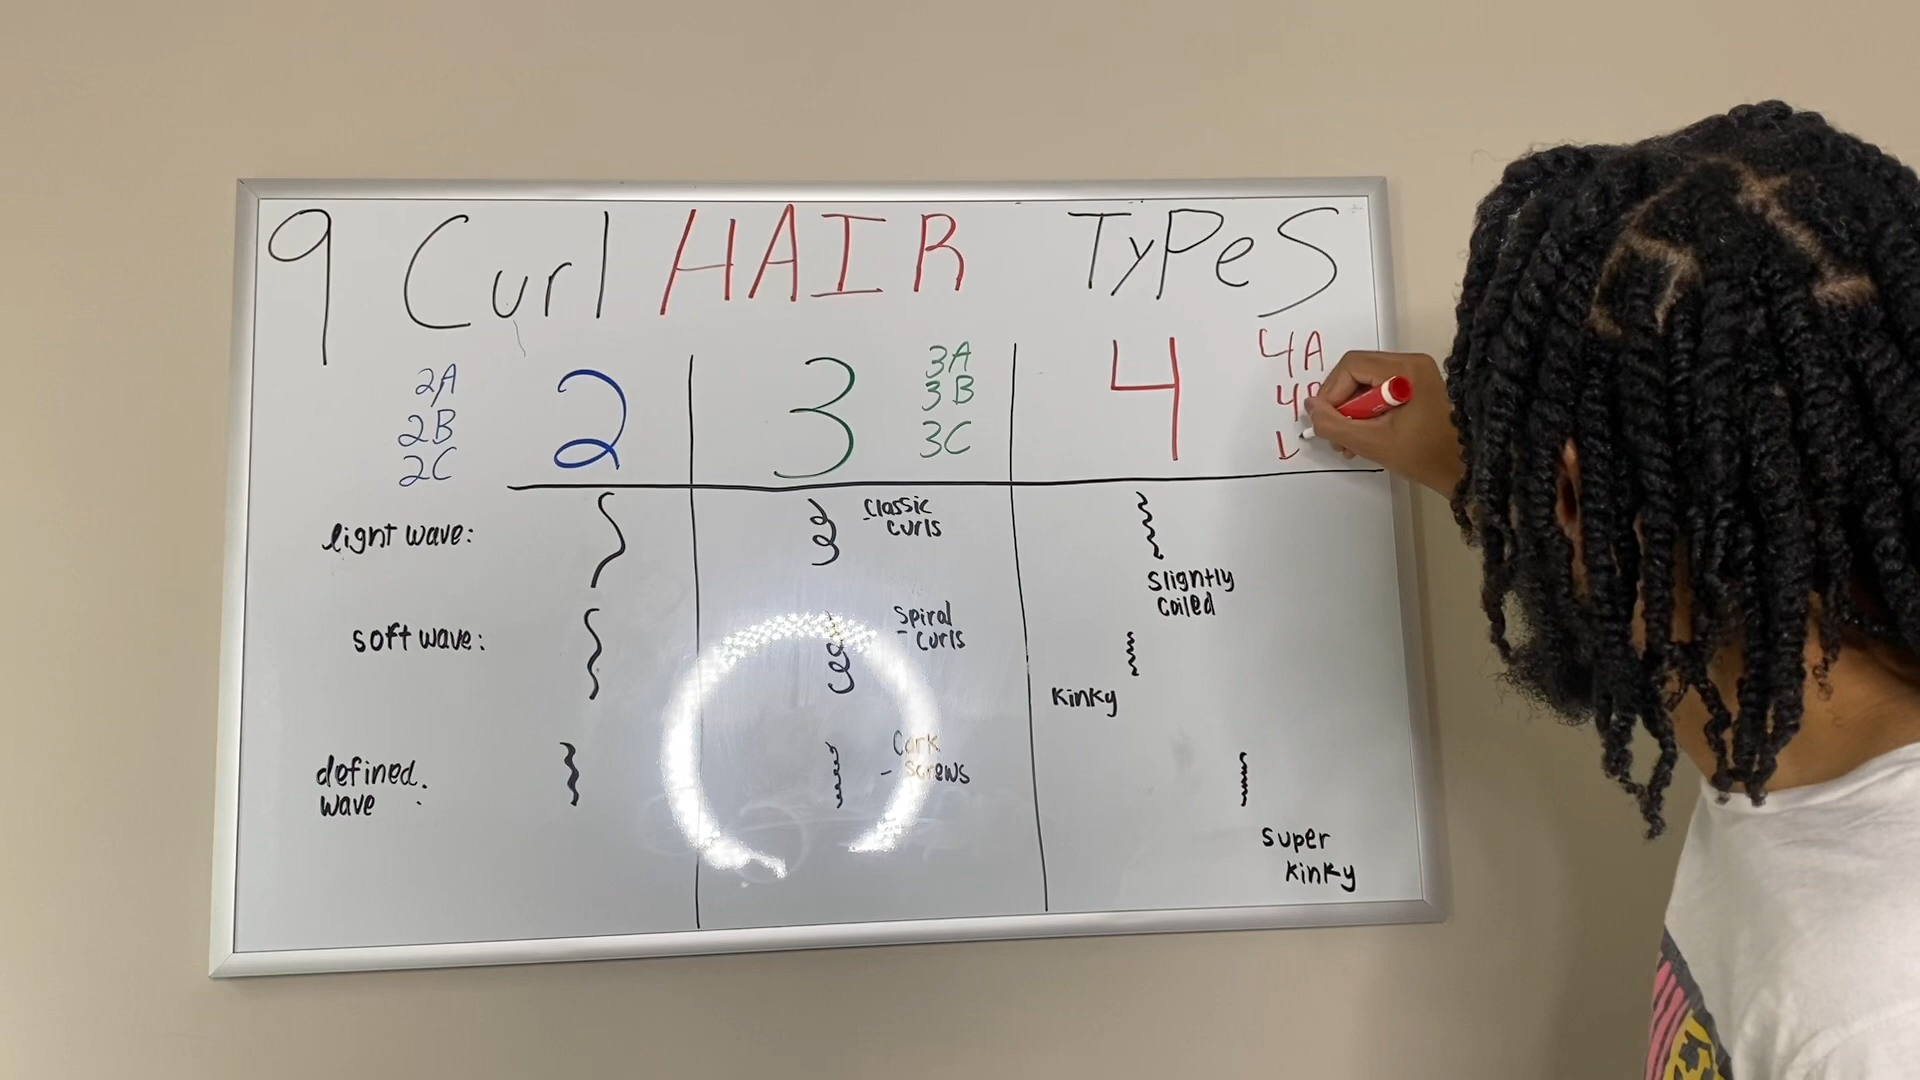 9 Curl HAIR TYPeS
2A
2B
2C
2
3
3A
3B
3C
4
4A
4
light wave:
soft wave:
defined.
wave
Classic
- curls
Spiral
- curls
Cork
- screws
Slightly
coiled
kinky
super
kinky